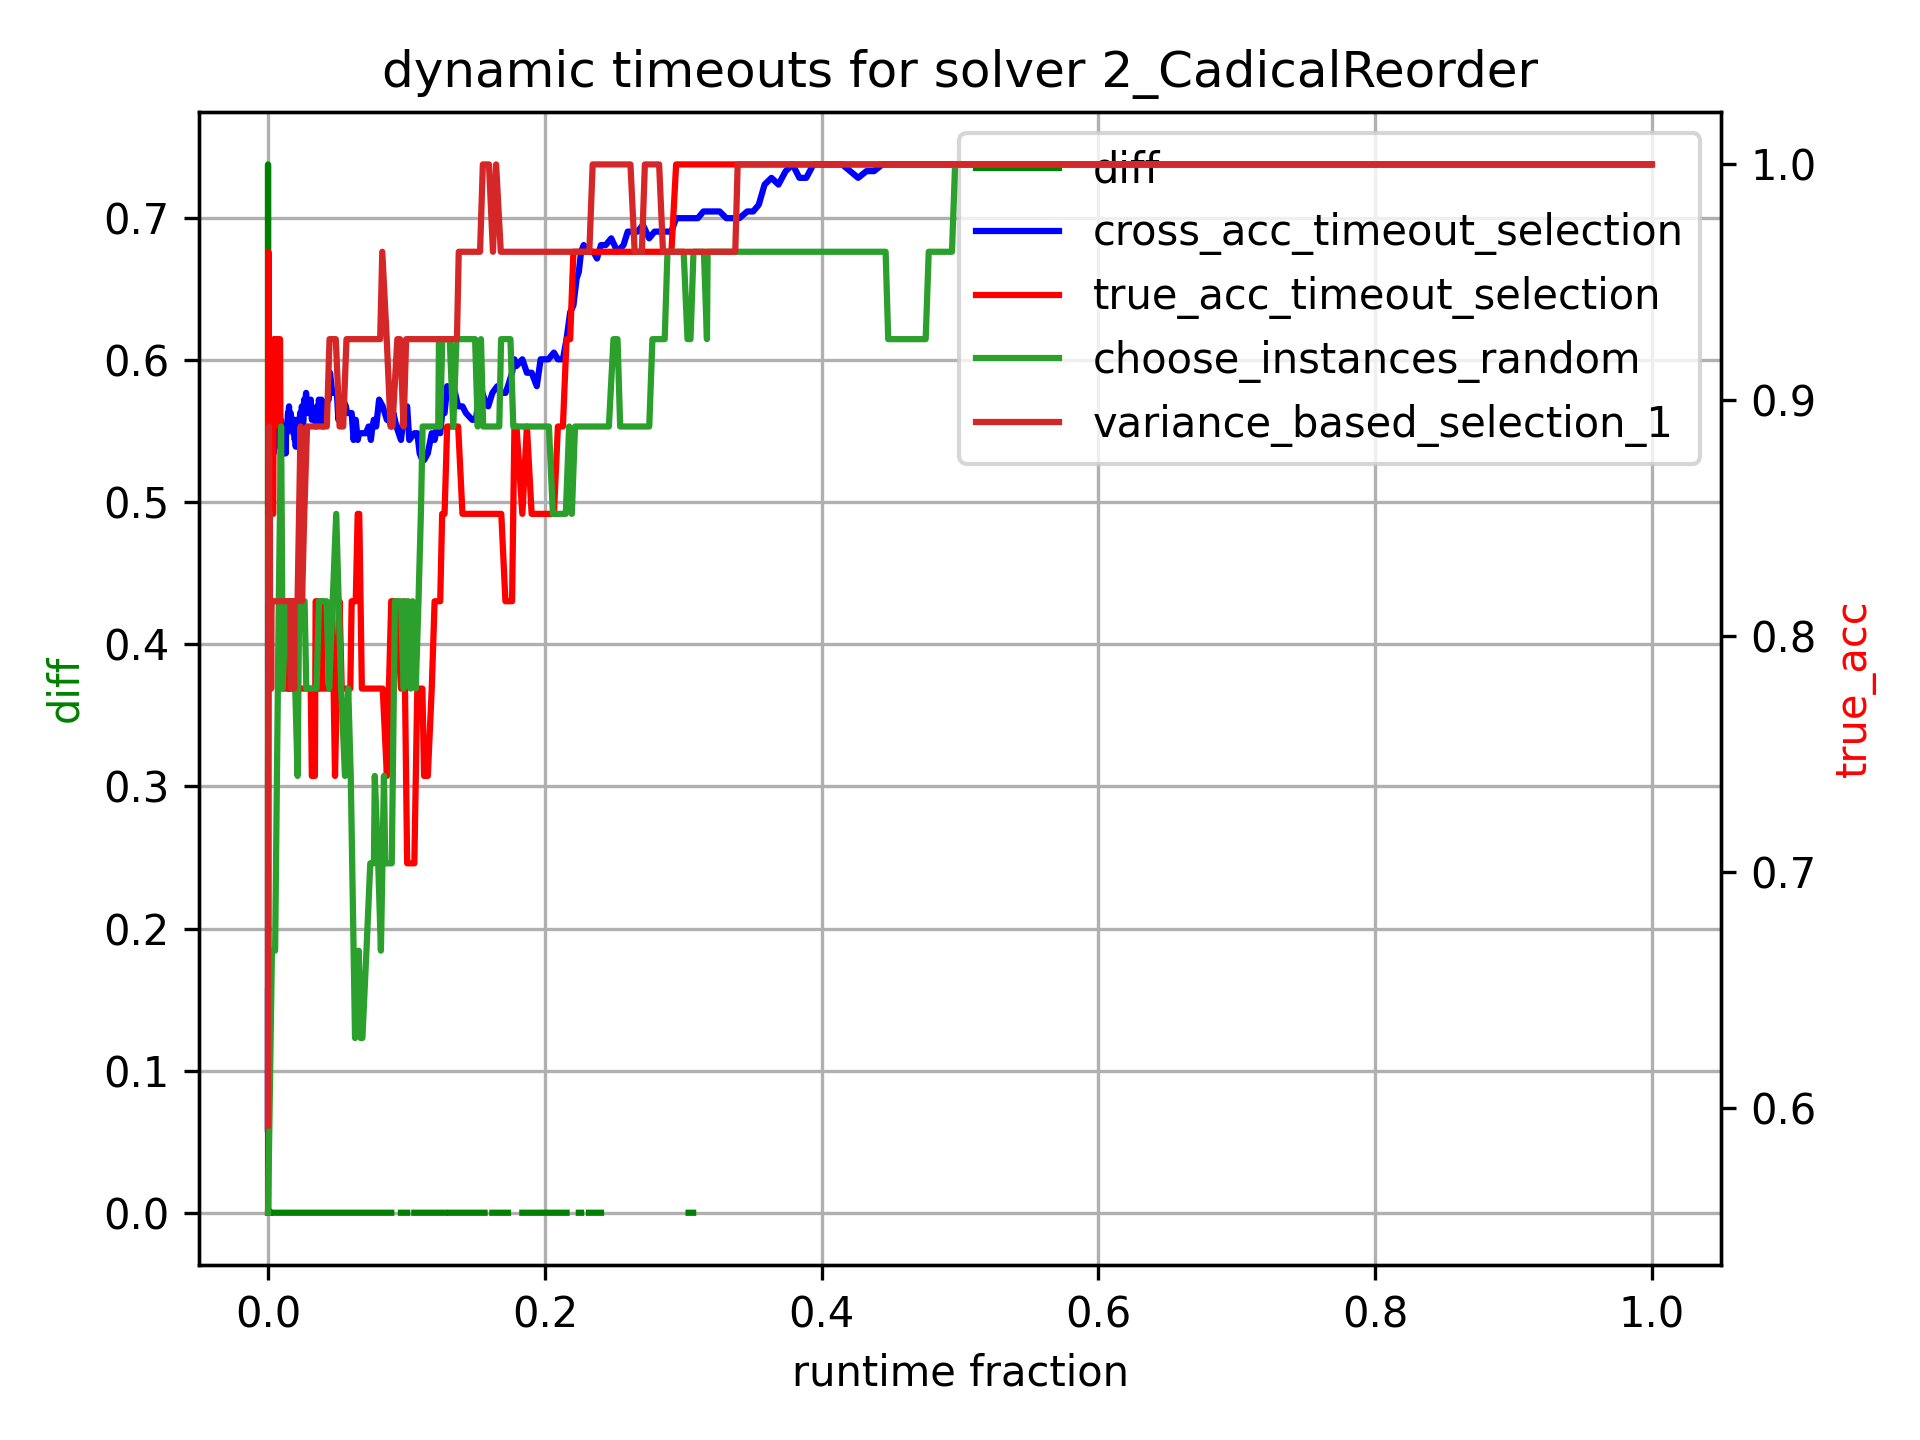 dynamic timeouts for solver 2_CadicalReorder
diff
cross_acc_timeout_selection
true_acc_timeout_selection
choose_instances_random
variance_based_selection_1
0.7
0.6
0.5
0.4
0.3
0.2
0.1
0.0
diff
1.0
0.9
0.8
0.7
0.6
true_acc
0.0 0.2 0.4 0.6 0.8 1.0
runtime fraction